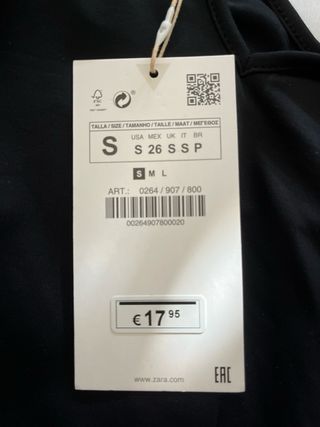 FSC
TALLA / SIZE / TAMANHO / TAILLE / MAAT / ΜΕΓΕΘΟΣ
S
USA MEX UK IT BR
S 26 S S P
S M L
ART.: 0264 / 907 / 800
00264907800020
€ 17 95
www.zara.com
EAC